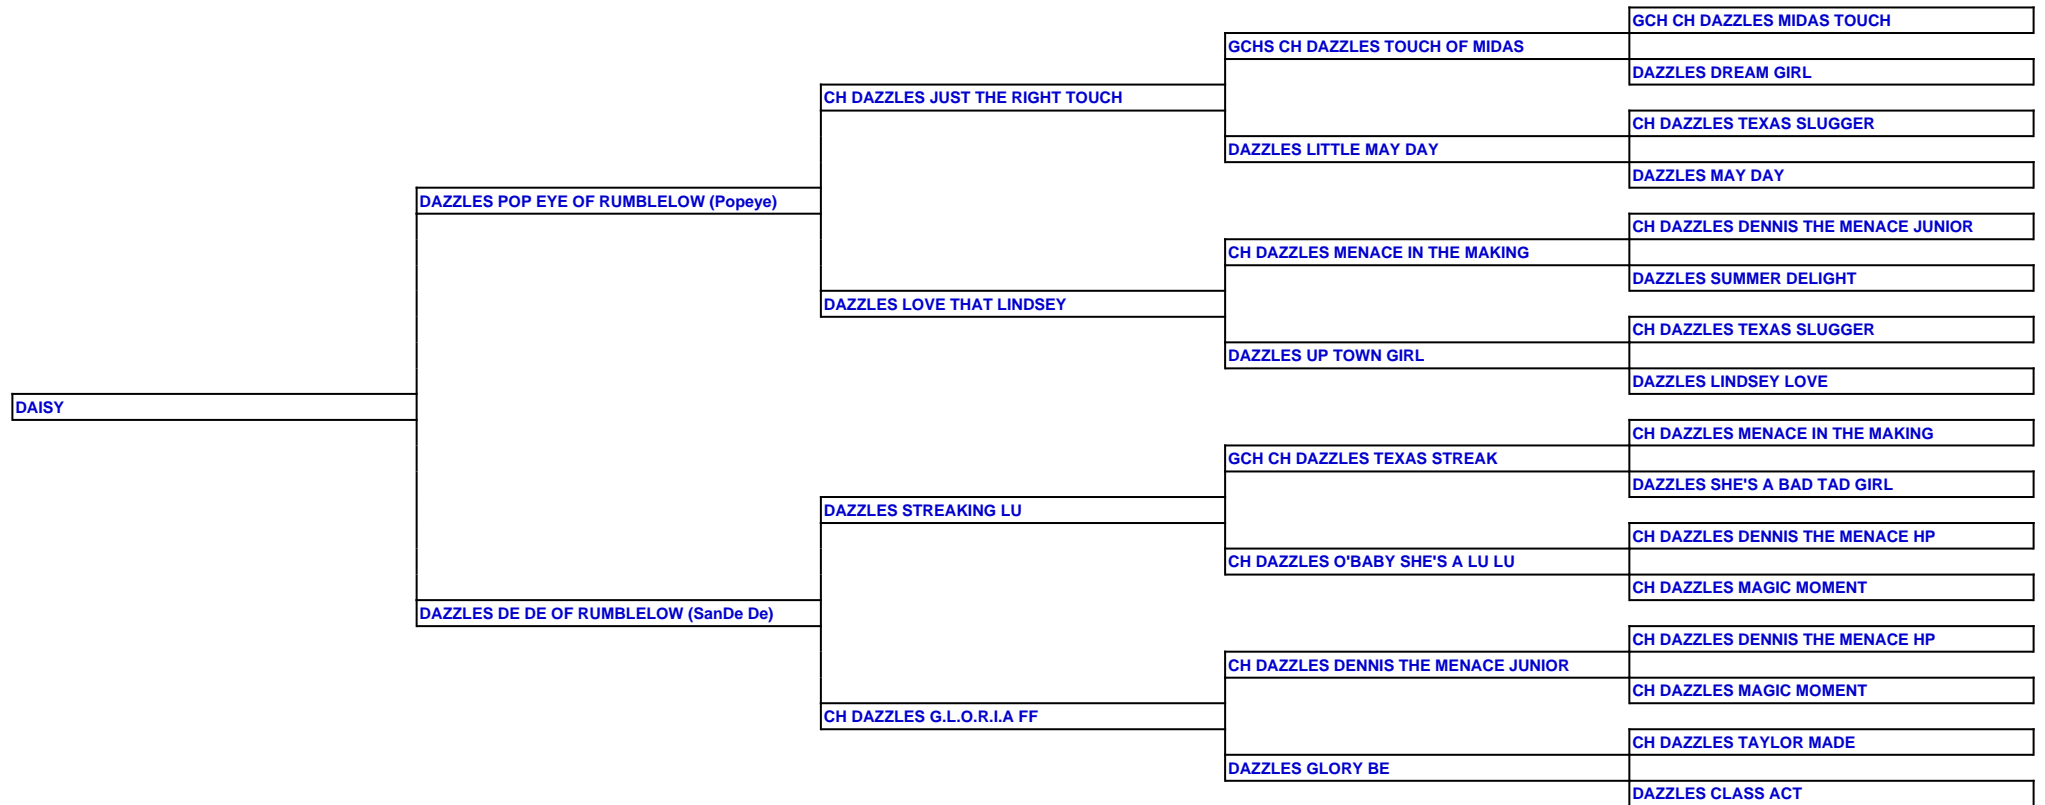 GCH CH DAZZLES MIDAS TOUCH
GCHS CH DAZZLES TOUCH OF MIDAS
DAZZLES DREAM GIRL
CH DAZZLES JUST THE RIGHT TOUCH
CH DAZZLES TEXAS SLUGGER
DAZZLES LITTLE MAY DAY
DAZZLES MAY DAY
DAZZLES POP EYE OF RUMBLELOW (Popeye)
CH DAZZLES DENNIS THE MENACE JUNIOR
CH DAZZLES MENACE IN THE MAKING
DAZZLES SUMMER DELIGHT
DAZZLES LOVE THAT LINDSEY
CH DAZZLES TEXAS SLUGGER
DAZZLES UP TOWN GIRL
DAZZLES LINDSEY LOVE
DAISY
CH DAZZLES MENACE IN THE MAKING
GCH CH DAZZLES TEXAS STREAK
DAZZLES SHE'S A BAD TAD GIRL
DAZZLES STREAKING LU
CH DAZZLES DENNIS THE MENACE HP
CH DAZZLES O'BABY SHE'S A LU LU
CH DAZZLES MAGIC MOMENT
DAZZLES DE DE OF RUMBLELOW (SanDe De)
CH DAZZLES DENNIS THE MENACE HP
CH DAZZLES DENNIS THE MENACE JUNIOR
CH DAZZLES MAGIC MOMENT
CH DAZZLES G.L.O.R.I.A FF
CH DAZZLES TAYLOR MADE
DAZZLES GLORY BE
DAZZLES CLASS ACT